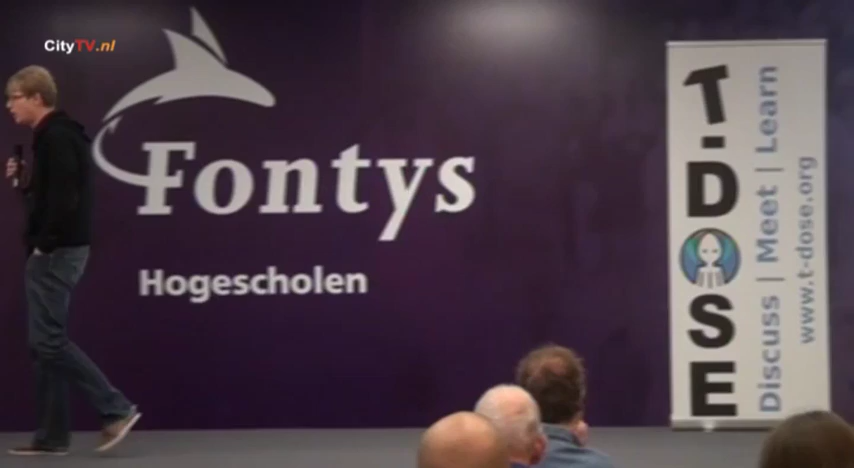 CityTV.nl
Fontys
Hogescholen
T.DOSE
Discuss | Meet | Learn
www.t-dose.org